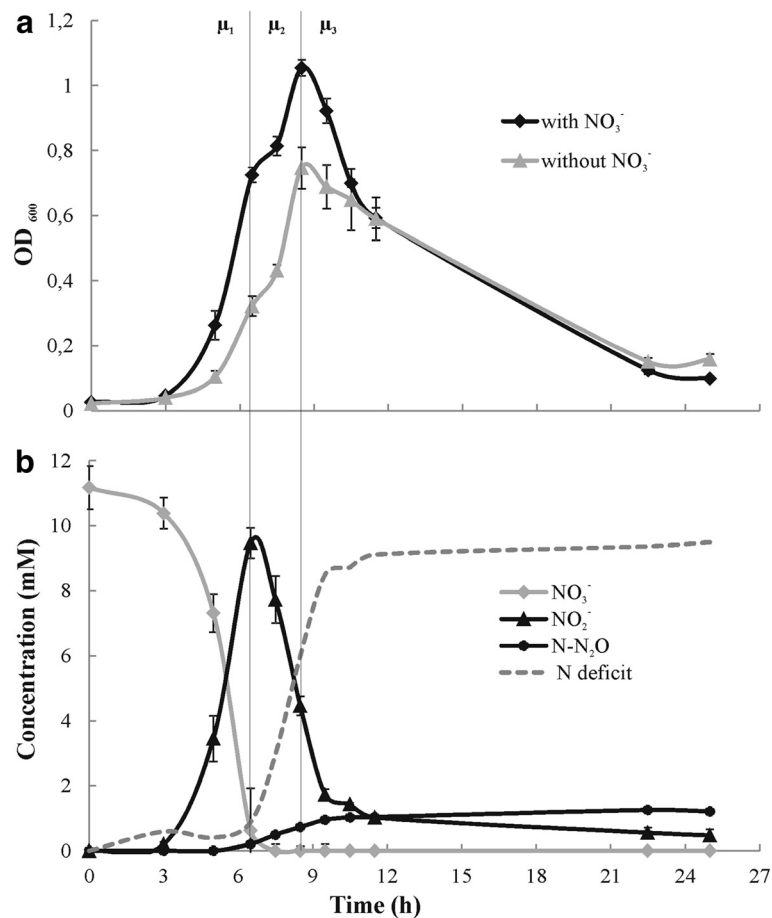 a
μ₁ μ₂ μ₃
1,2
1
0,8
0,6
0,4
0,2
0
OD 600
with NO₃⁻
without NO₃⁻
b
12
10
8
6
4
2
0
Concentration (mM)
NO₃⁻
NO₂⁻
N-N₂O
N deficit
0 3 6 9 12 15 18 21 24 27
Time (h)